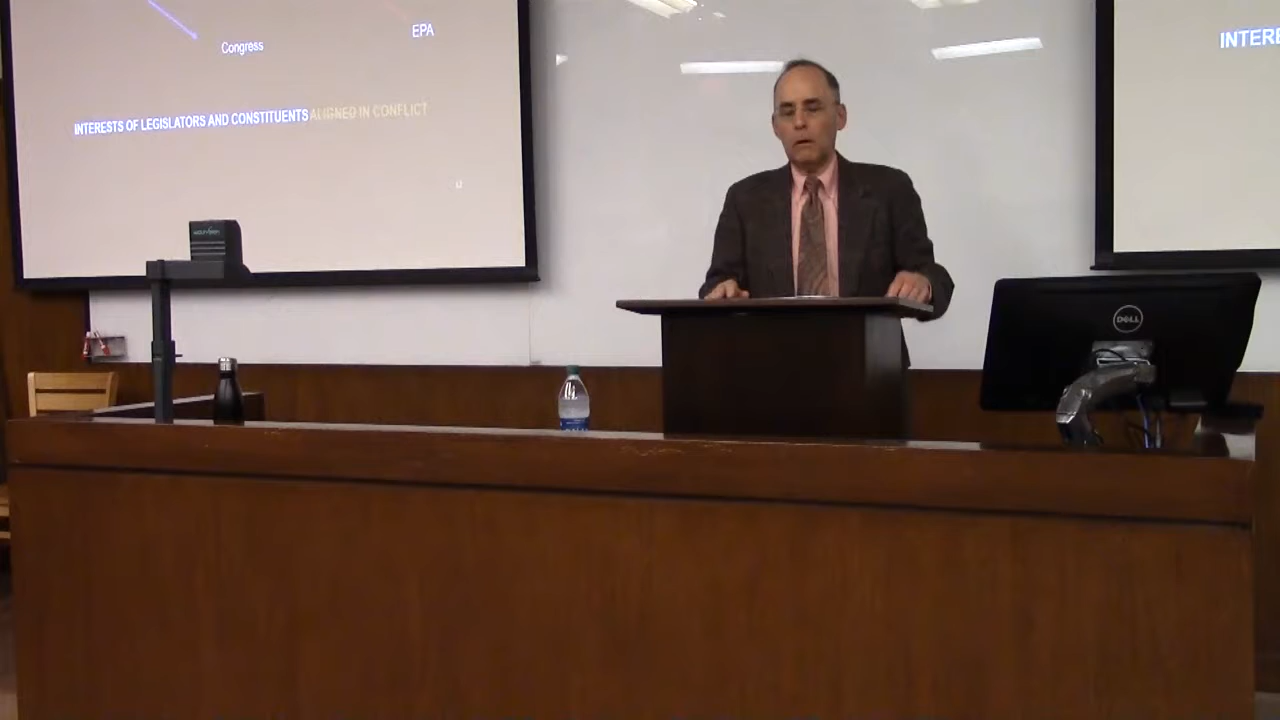 EPA
Congress
INTERESTS OF LEGISLATORS AND CONSTITUENTS ALIGNED IN CONFLICT
INTERE
DELL